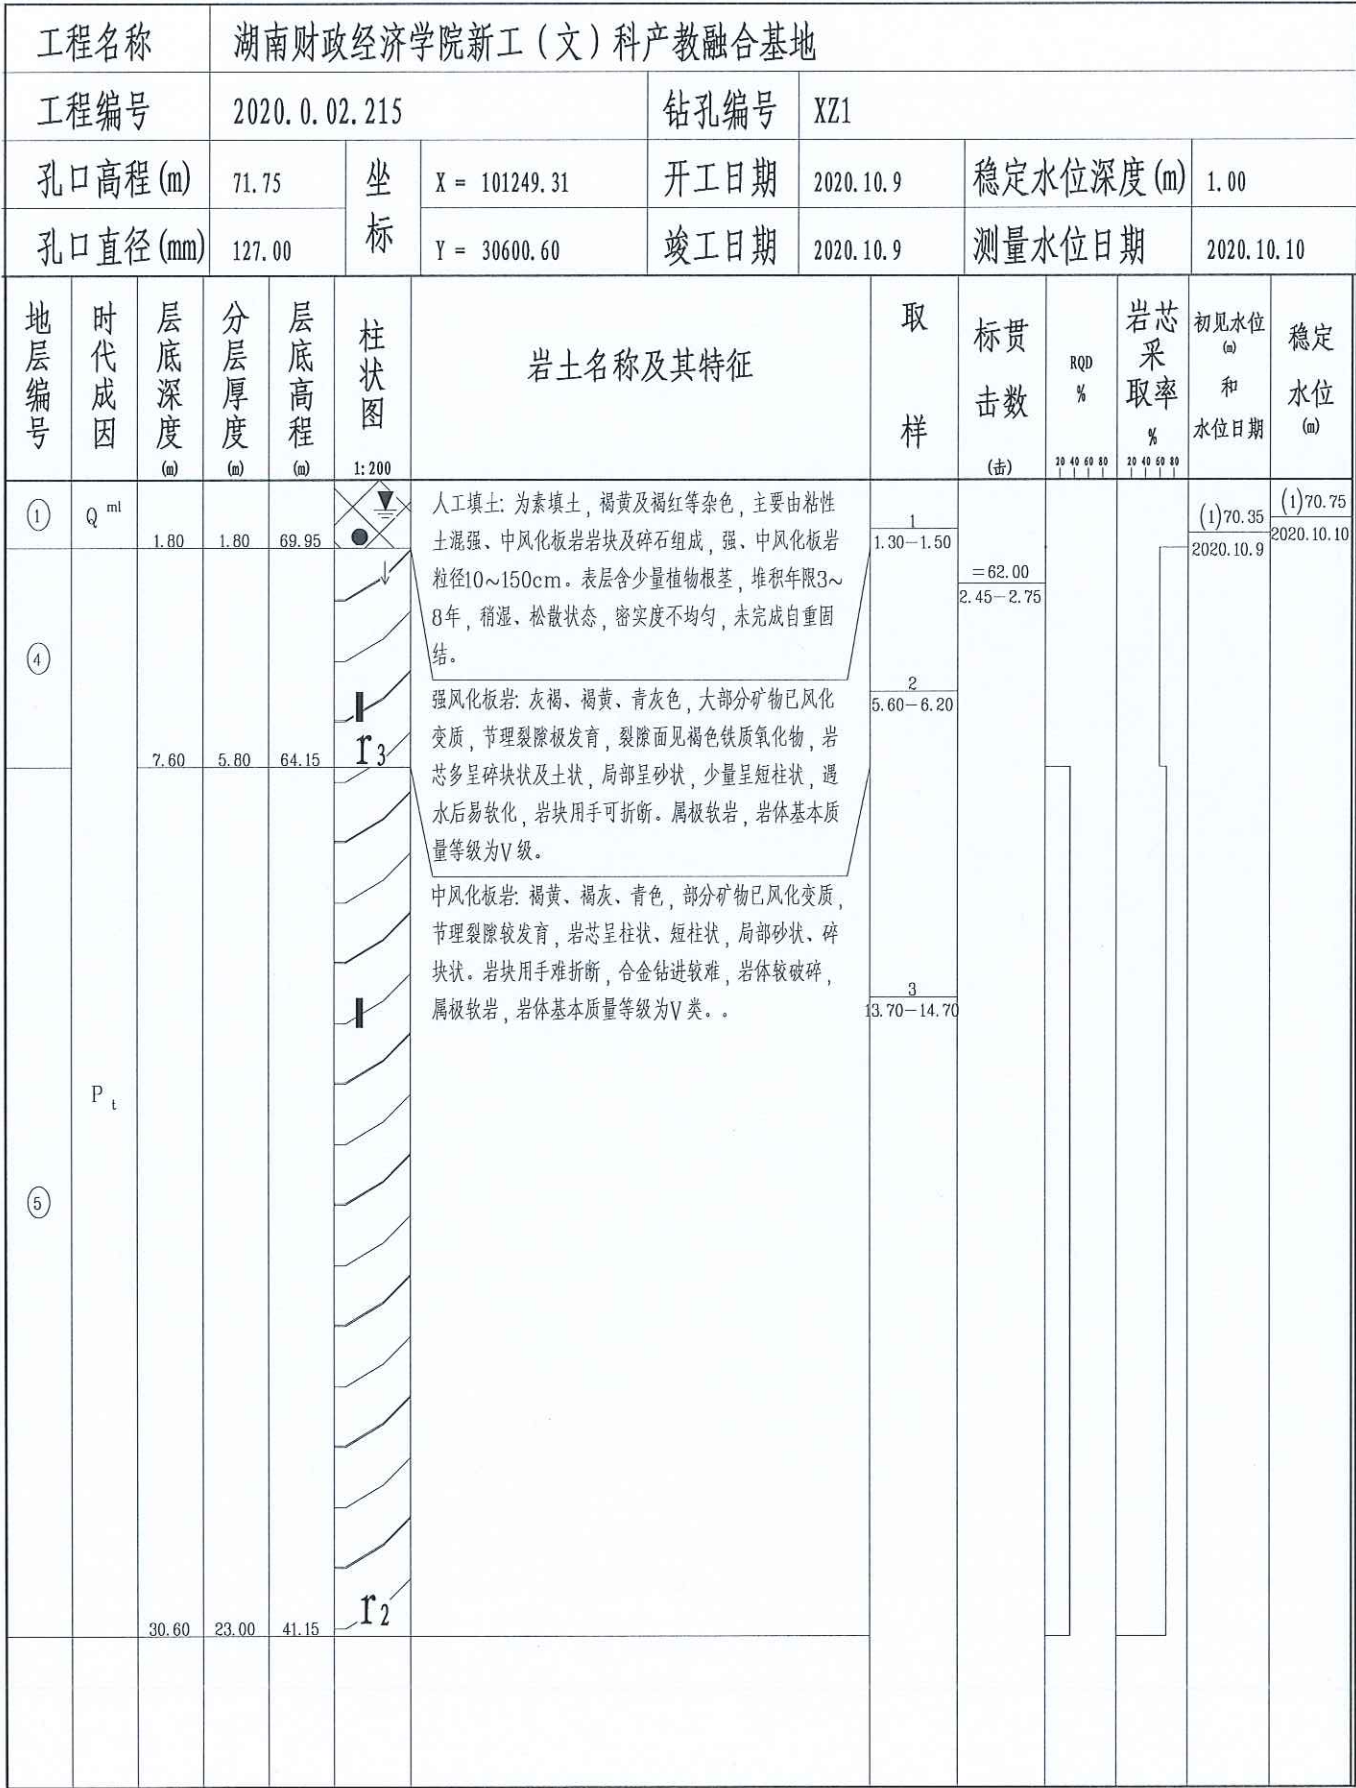 工程名称 湖南财政经济学院新工（文）科产教融合基地
工程编号 2020.0.02.215 钻孔编号 XZ1
孔口高程(m) 71.75 坐标 X = 101249.31 开工日期 2020.10.9 稳定水位深度(m) 1.00
孔口直径(mm) 127.00 Y = 30600.60 竣工日期 2020.10.9 测量水位日期 2020.10.10
地层编号
时代成因
层底深度(m)
分层厚度(m)
层底高程(m)
柱状图 1:200
岩土名称及其特征
取样
标贯击数(击)
RQD % 20 40 60 80
岩芯采取率 % 20 40 60 80
初见水位(m)和水位日期
稳定水位(m)
① Q ml 1.80 1.80 69.95
人工填土: 为素填土, 褐黄及褐红等杂色, 主要由粘性
土混强、中风化板岩岩块及碎石组成, 强、中风化板岩
粒径10~150cm。表层含少量植物根茎, 堆积年限3~
8年, 稍湿、松散状态, 密实度不均匀, 未完成自重固
结。
1
1.30-1.50
=62.00
2.45-2.75
(1)70.35
2020.10.9
(1)70.75
2020.10.10
④ 7.60 5.80 64.15 r3
强风化板岩: 灰褐、褐黄、青灰色, 大部分矿物已风化
变质, 节理裂隙极发育, 裂隙面见褐色铁质氧化物, 岩
芯多呈碎块状及土状, 局部呈砂状, 少量呈短柱状, 遇
水后易软化, 岩块用手可折断。属极软岩, 岩体基本质
量等级为V级。
2
5.60-6.20
中风化板岩: 褐黄、褐灰、青色, 部分矿物已风化变质,
节理裂隙较发育, 岩芯呈柱状、短柱状, 局部砂状、碎
块状。岩块用手难折断, 合金钻进较难, 岩体较破碎,
属极软岩, 岩体基本质量等级为V类。。
3
13.70-14.70
Pt
⑤ 30.60 23.00 41.15 r2